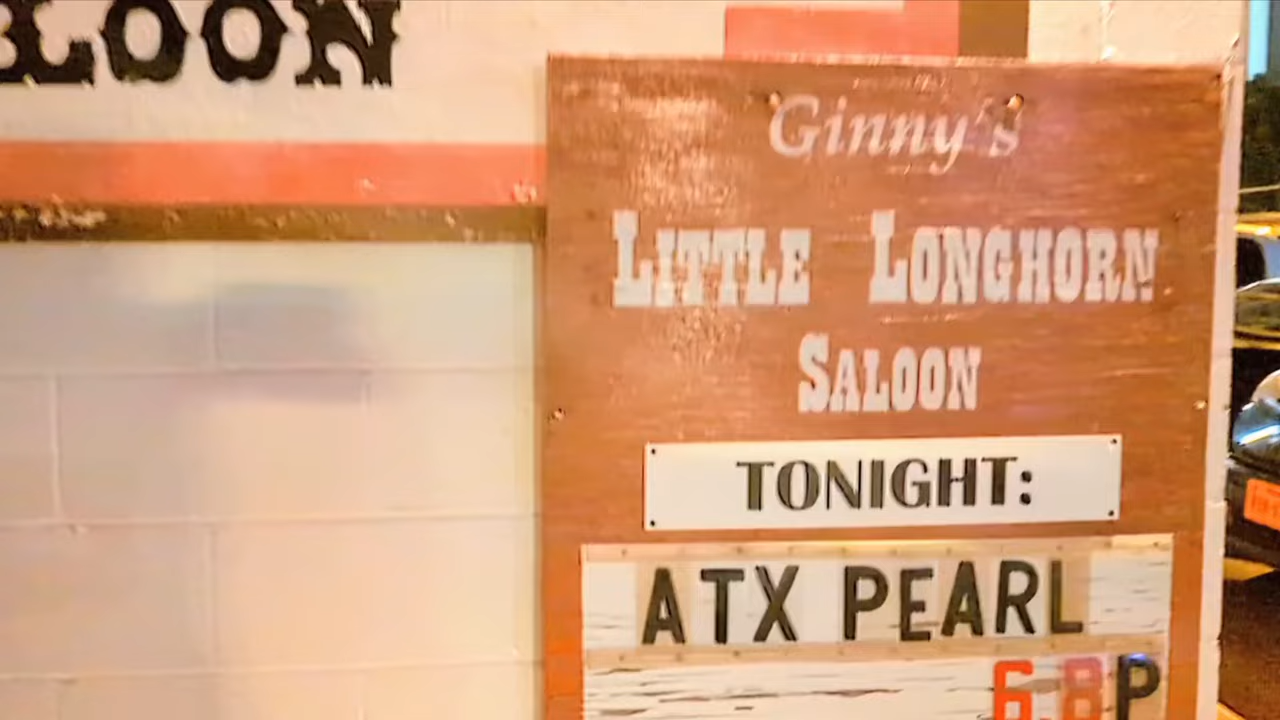 LOON
Ginny's
LITTLE LONGHORN
SALOON
TONIGHT:
ATX PEARL
6:8P